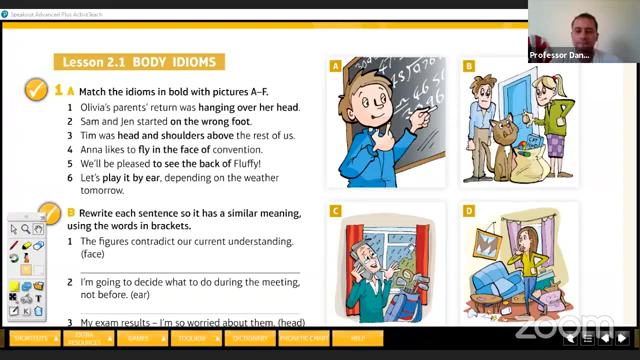 Speakout Advanced Plus ActiveTeach
Professor Dan...
Lesson 2.1 BODY IDIOMS
1 A Match the idioms in bold with pictures A–F.
1 Olivia's parents' return was hanging over her head.
2 Sam and Jen started on the wrong foot.
3 Tim was head and shoulders above the rest of us.
4 Anna likes to fly in the face of convention.
5 We'll be pleased to see the back of Fluffy!
6 Let's play it by ear, depending on the weather
tomorrow.
B Rewrite each sentence so it has a similar meaning,
using the words in brackets.
1 The figures contradict our current understanding.
(face)
2 I'm going to decide what to do during the meeting,
not before. (ear)
3 My exam results – I'm so worried about them. (head)
A
B
C
D
SHORTCUTS
EXTRA RESOURCES
GAMES
TOOLBOX
DICTIONARY
PHONETIC CHART
HELP
zoom